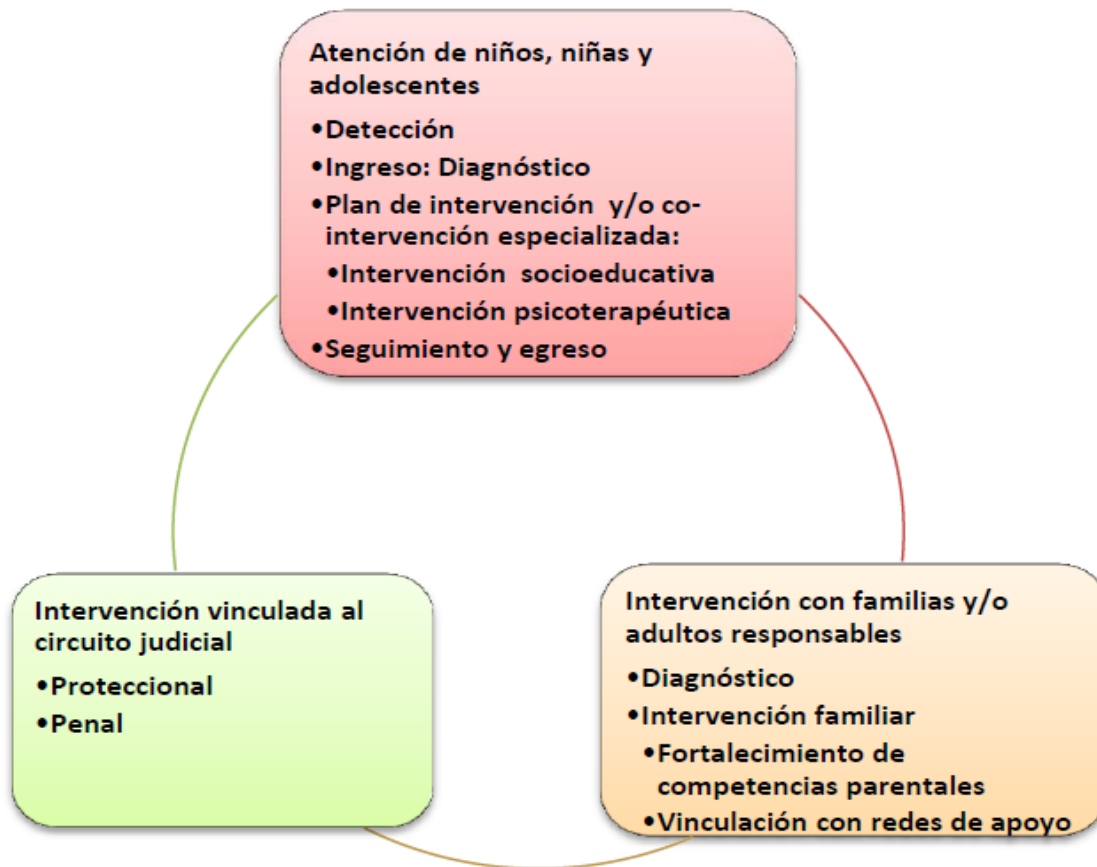 Atención de niños, niñas y
adolescentes
•Detección
•Ingreso: Diagnóstico
•Plan de intervención y/o co-
intervención especializada:
•Intervención socioeducativa
•Intervención psicoterapéutica
•Seguimiento y egreso
Intervención vinculada al
circuito judicial
•Proteccional
•Penal
Intervención con familias y/o
adultos responsables
•Diagnóstico
•Intervención familiar
•Fortalecimiento de
competencias parentales
•Vinculación con redes de apoyo